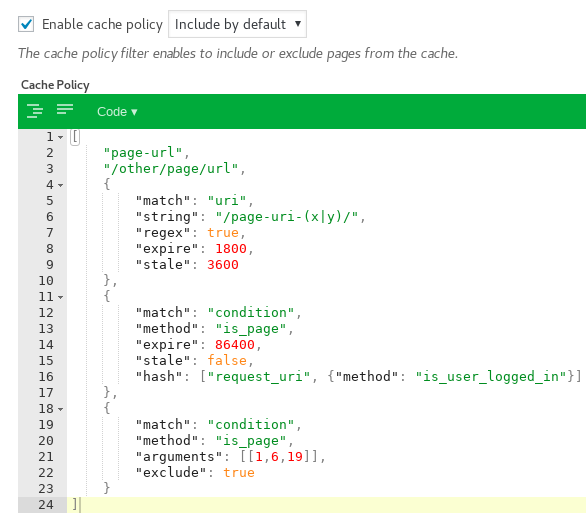 Enable cache policy Include by default ▾
The cache policy filter enables to include or exclude pages from the cache.
Cache Policy
Code ▾
1 [
2     "page-url",
3     "/other/page/url",
4     {
5         "match": "uri",
6         "string": "/page-uri-(x|y)/",
7         "regex": true,
8         "expire": 1800,
9         "stale": 3600
10     },
11     {
12         "match": "condition",
13         "method": "is_page",
14         "expire": 86400,
15         "stale": false,
16         "hash": ["request_uri", {"method": "is_user_logged_in"}]
17     },
18     {
19         "match": "condition",
20         "method": "is_page",
21         "arguments": [[1,6,19]],
22         "exclude": true
23     }
24 ]